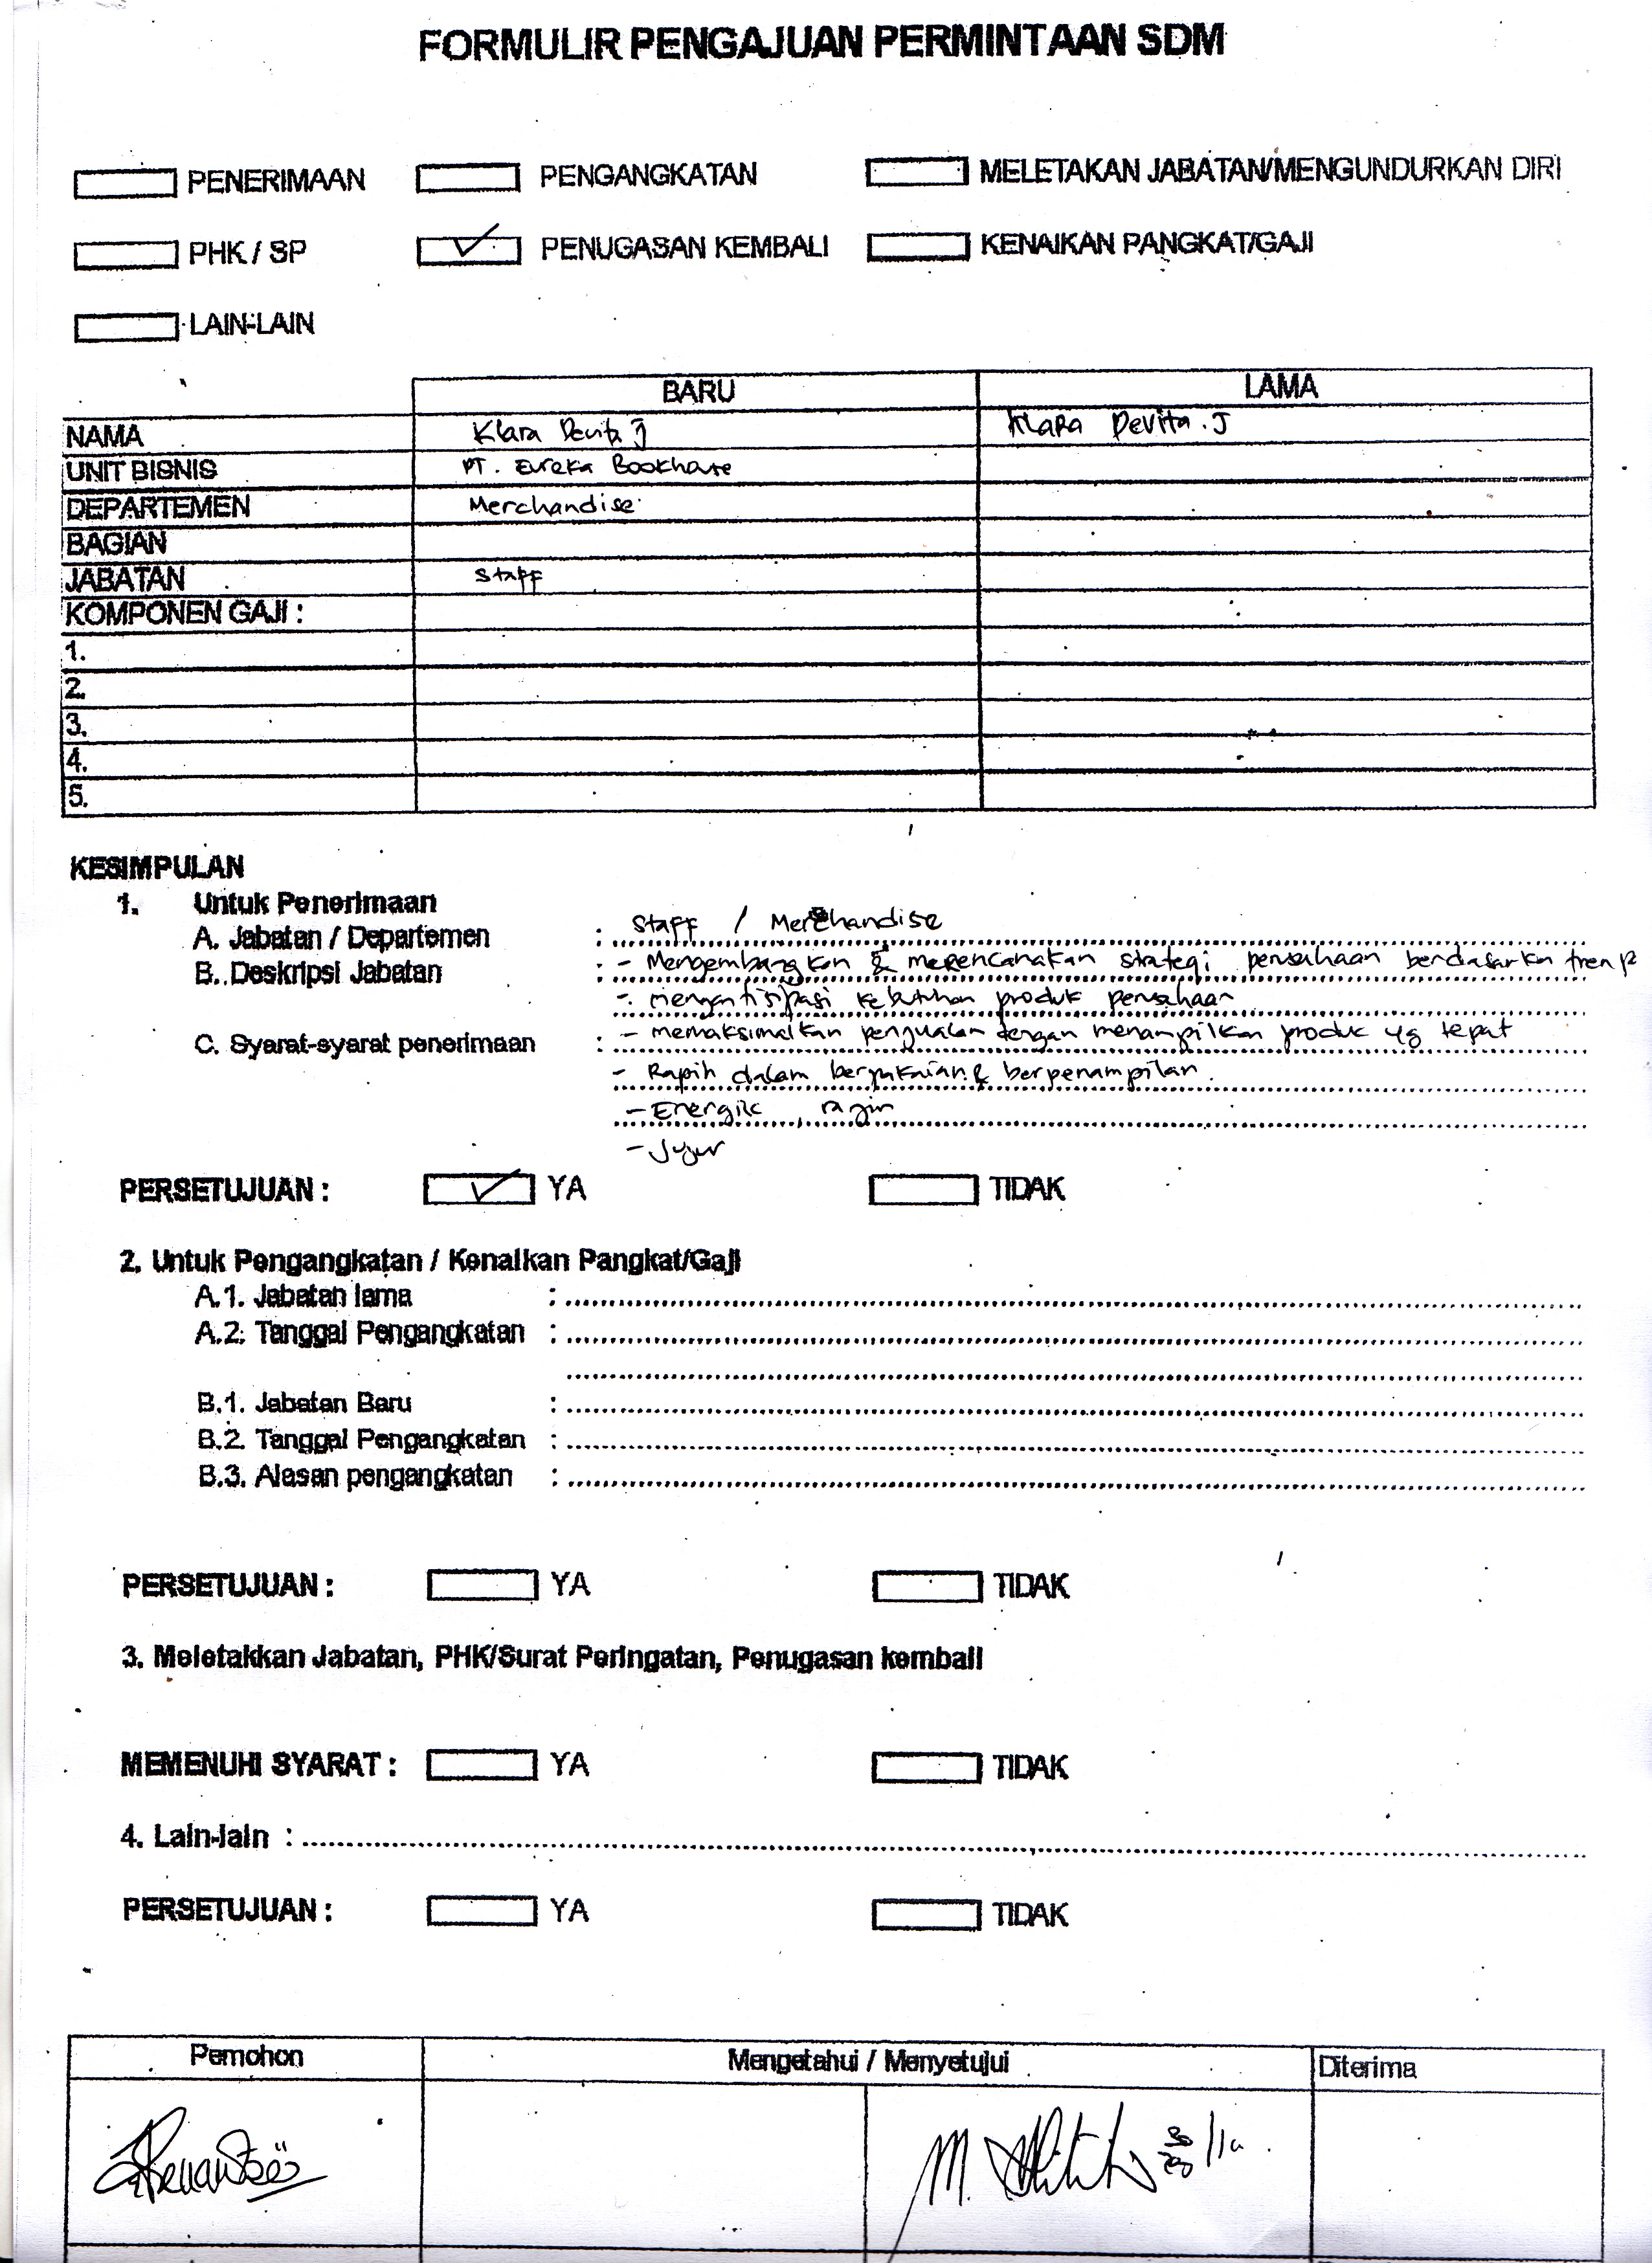 FORMULIR PENGAJUAN PERMINTAAN SDM
PENERIMAAN PENGANGKATAN MELETAKAN JABATAN/MENGUNDURKAN DIRI
PHK / SP PENUGASAN KEMBALI KENAIKAN PANGKAT/GAJI
LAIN-LAIN
BARU LAMA
NAMA Klara Devita J Klara Devita. J
UNIT BISNIS PT. Eureka Bookhouse
DEPARTEMEN Merchandise
BAGIAN
JABATAN Staff
KOMPONEN GAJI :
1.
2.
3.
4.
5.
KESIMPULAN
1. Untuk Penerimaan
A. Jabatan / Departemen : Staff / Merchandise
B. Deskripsi Jabatan : - Mengembangkan & merencanakan strategi perusahaan berdasarkan tren
- mengantisipasi kebutuhan produk perusahaan
C. Syarat-syarat penerimaan : - memaksimalkan penjualan dengan menampilkan produk yg tepat
- Rapih dalam berpakaian & berpenampilan.
- Energik, rajin
- Jujur
PERSETUJUAN : YA TIDAK
2. Untuk Pengangkatan / Kenaikan Pangkat/Gaji
A.1. Jabatan lama :
A.2. Tanggal Pengangkatan :
B.1. Jabatan Baru :
B.2. Tanggal Pengangkatan :
B.3. Alasan pengangkatan :
PERSETUJUAN : YA TIDAK
3. Meletakkan Jabatan, PHK/Surat Peringatan, Penugasan kembali
MEMENUHI SYARAT : YA TIDAK
4. Lain-lain :
PERSETUJUAN : YA TIDAK
Pemohon Mengetahui / Menyetujui Diterima